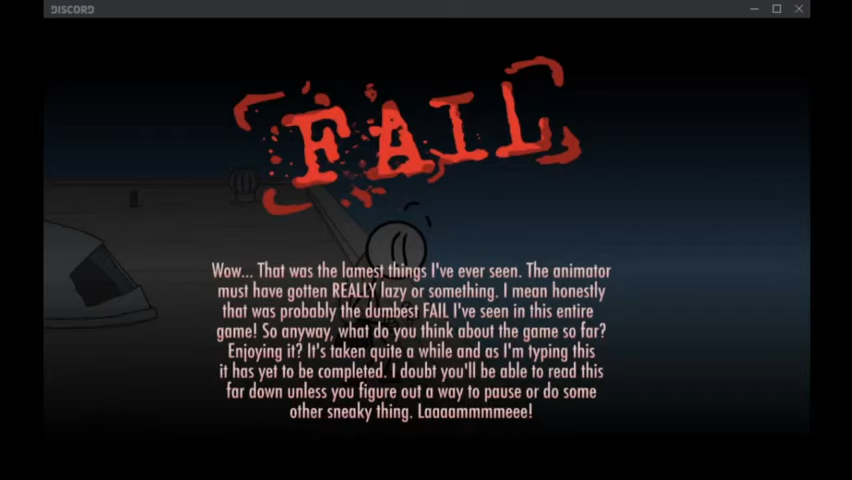 DISCORD
FAIL
Wow... That was the lamest things I've ever seen. The animator
must have gotten REALLY lazy or something. I mean honestly
that was probably the dumbest FAIL I've seen in this entire
game! So anyway, what do you think about the game so far?
Enjoying it? It's taken quite a while and as I'm typing this
it has yet to be completed. I doubt you'll be able to read this
far down unless you figure out a way to pause or do some
other sneaky thing. Laaaammmmeee!